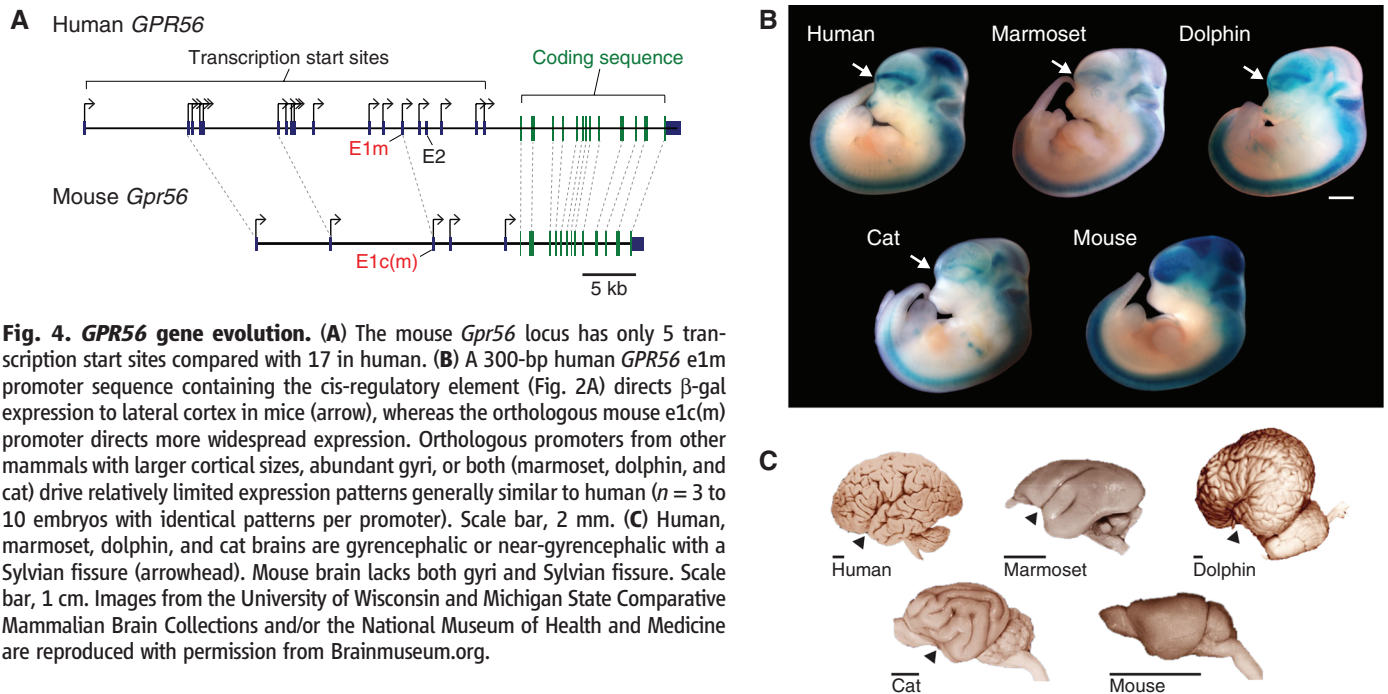 A
Human GPR56
Transcription start sites
Coding sequence
E1m
E2
Mouse Gpr56
E1c(m)
5 kb
Fig. 4. GPR56 gene evolution. (A) The mouse Gpr56 locus has only 5 tran-
scription start sites compared with 17 in human. (B) A 300-bp human GPR56 e1m
promoter sequence containing the cis-regulatory element (Fig. 2A) directs β-gal
expression to lateral cortex in mice (arrow), whereas the orthologous mouse e1c(m)
promoter directs more widespread expression. Orthologous promoters from other
mammals with larger cortical sizes, abundant gyri, or both (marmoset, dolphin, and
cat) drive relatively limited expression patterns generally similar to human (n = 3 to
10 embryos with identical patterns per promoter). Scale bar, 2 mm. (C) Human,
marmoset, dolphin, and cat brains are gyrencephalic or near-gyrencephalic with a
Sylvian fissure (arrowhead). Mouse brain lacks both gyri and Sylvian fissure. Scale
bar, 1 cm. Images from the University of Wisconsin and Michigan State Comparative
Mammalian Brain Collections and/or the National Museum of Health and Medicine
are reproduced with permission from Brainmuseum.org.
B
Human
Marmoset
Dolphin
Cat
Mouse
C
Human
Marmoset
Dolphin
Cat
Mouse